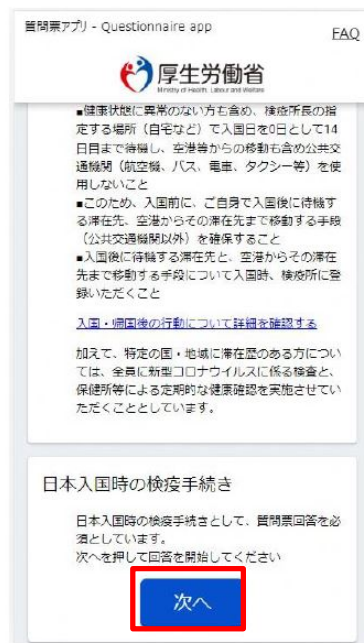 質問票アプリ - Questionnaire app
FAQ
厚生労働省
Ministry of Health, Labour and Welfare
■健康状態に異常のない方も含め、検疫所長の指
定する場所（自宅など）で入国日を0日として14
日目まで待機し、空港等からの移動も含め公共交
通機関（航空機、バス、電車、タクシー等）を使
用しないこと
■このため、入国前に、ご自身で入国後に待機す
る滞在先、空港からその滞在先まで移動する手段
（公共交通機関以外）を確保すること
■入国後に待機する滞在先と、空港からその滞在
先まで移動する手段について入国時、検疫所に登
録いただくこと
入国・帰国後の行動について詳細を確認する
加えて、特定の国・地域に滞在歴のある方につい
ては、全員に新型コロナウイルスに係る検査と、
保健所等による定期的な健康確認を実施させてい
ただくこととしています。
日本入国時の検疫手続き
日本入国時の検疫手続きとして、質問票回答を必
須としています。
次へを押して回答を開始してください
次へ